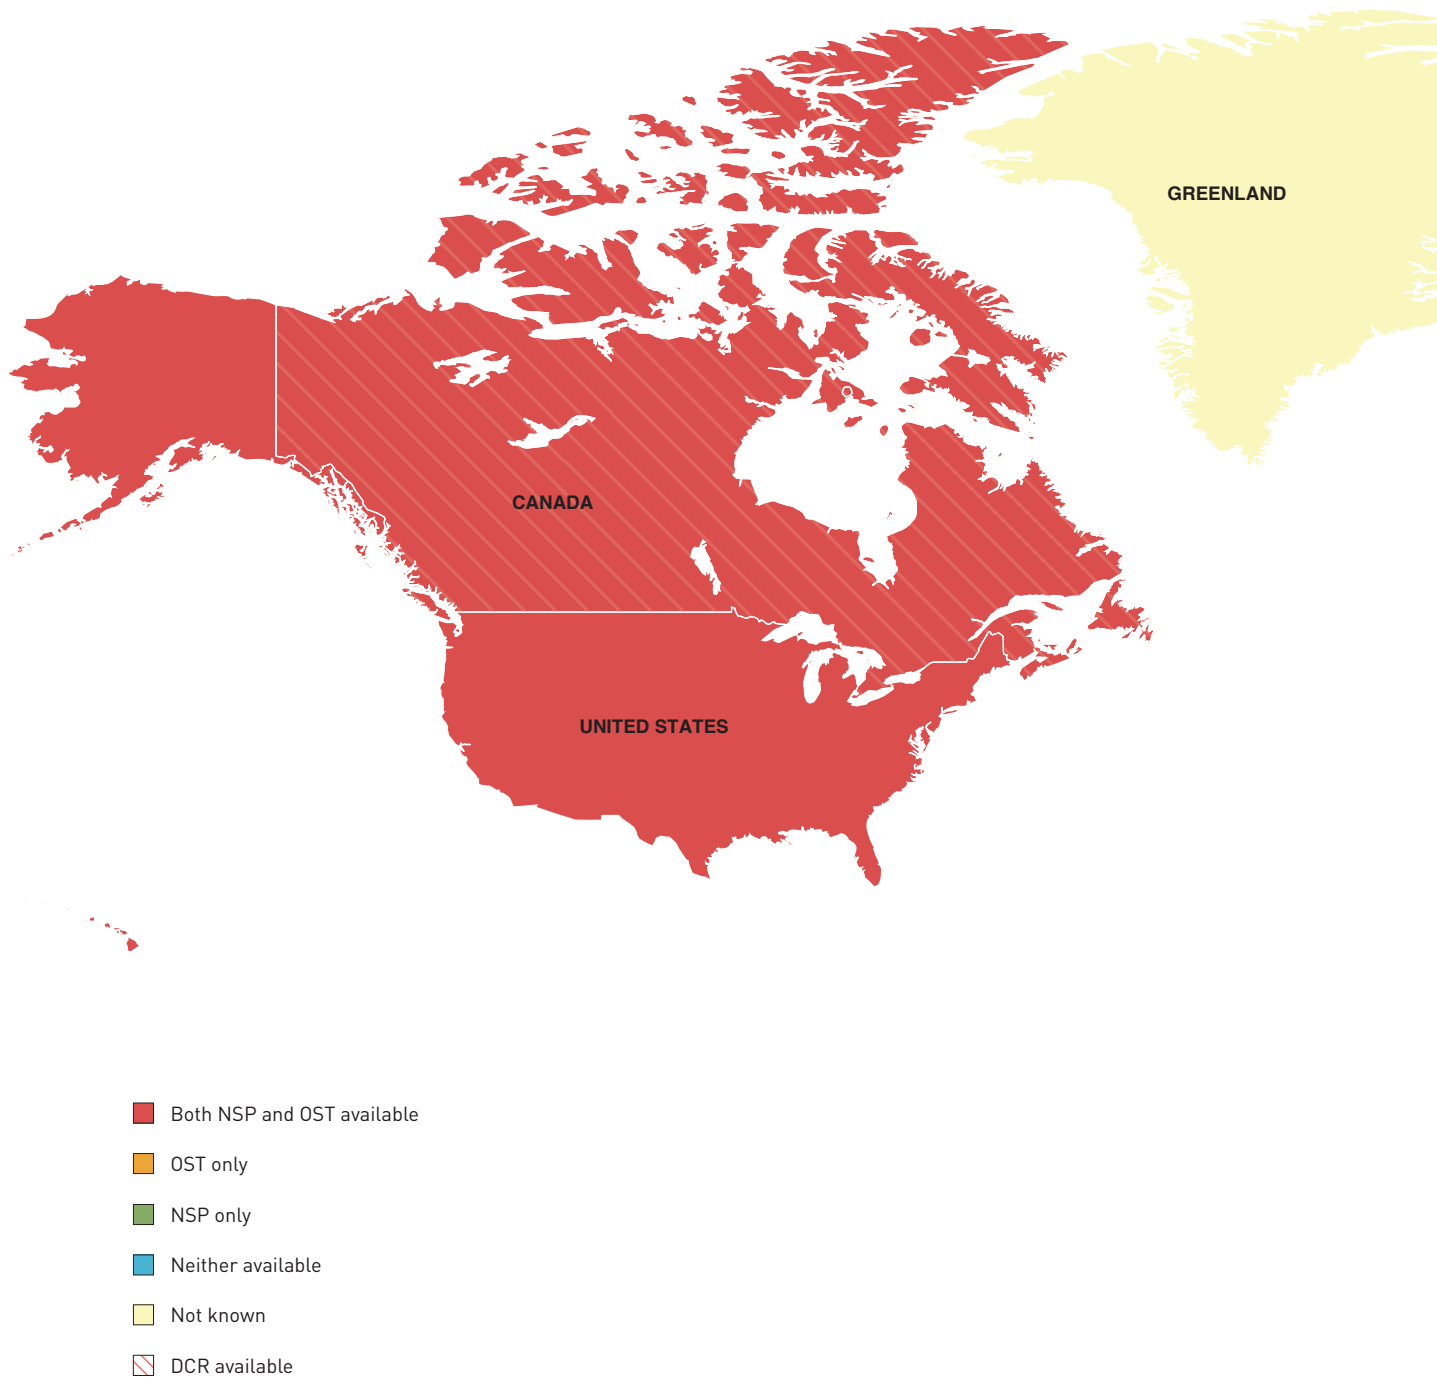 GREENLAND
CANADA
UNITED STATES
Both NSP and OST available
OST only
NSP only
Neither available
Not known
DCR available